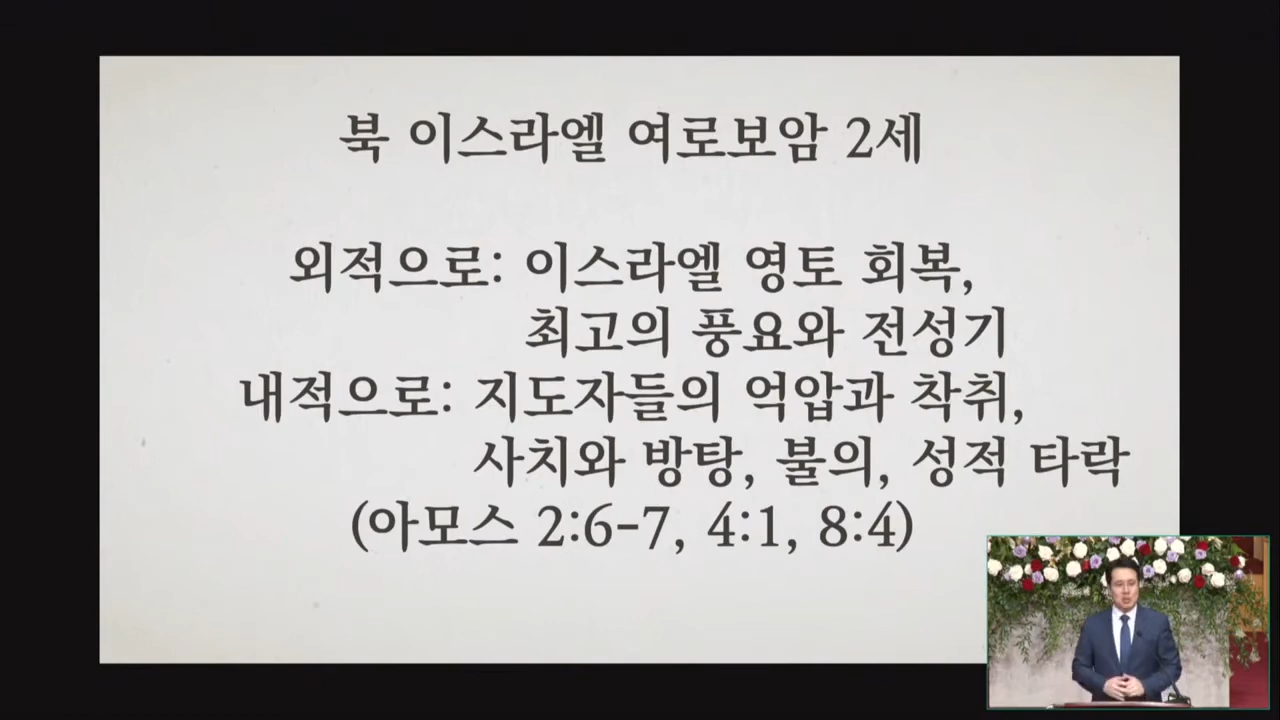 북 이스라엘 여로보암 2세
외적으로: 이스라엘 영토 회복,
최고의 풍요와 전성기
내적으로: 지도자들의 억압과 착취,
사치와 방탕, 불의, 성적 타락
(아모스 2:6-7, 4:1, 8:4)